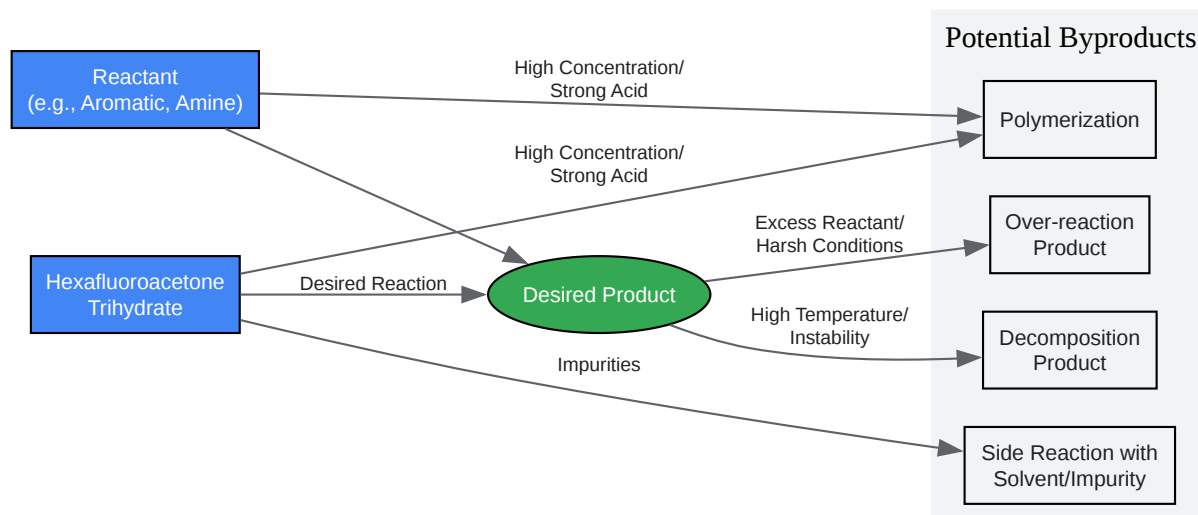 Potential Byproducts
Reactant
(e.g., Aromatic, Amine)
High Concentration/
Strong Acid
Polymerization
High Concentration/
Strong Acid
Excess Reactant/
Harsh Conditions
Over-reaction
Product
Hexafluoroacetone
Trihydrate
Desired Reaction
Desired Product
High Temperature/
Instability
Decomposition
Product
Impurities
Side Reaction with
Solvent/Impurity